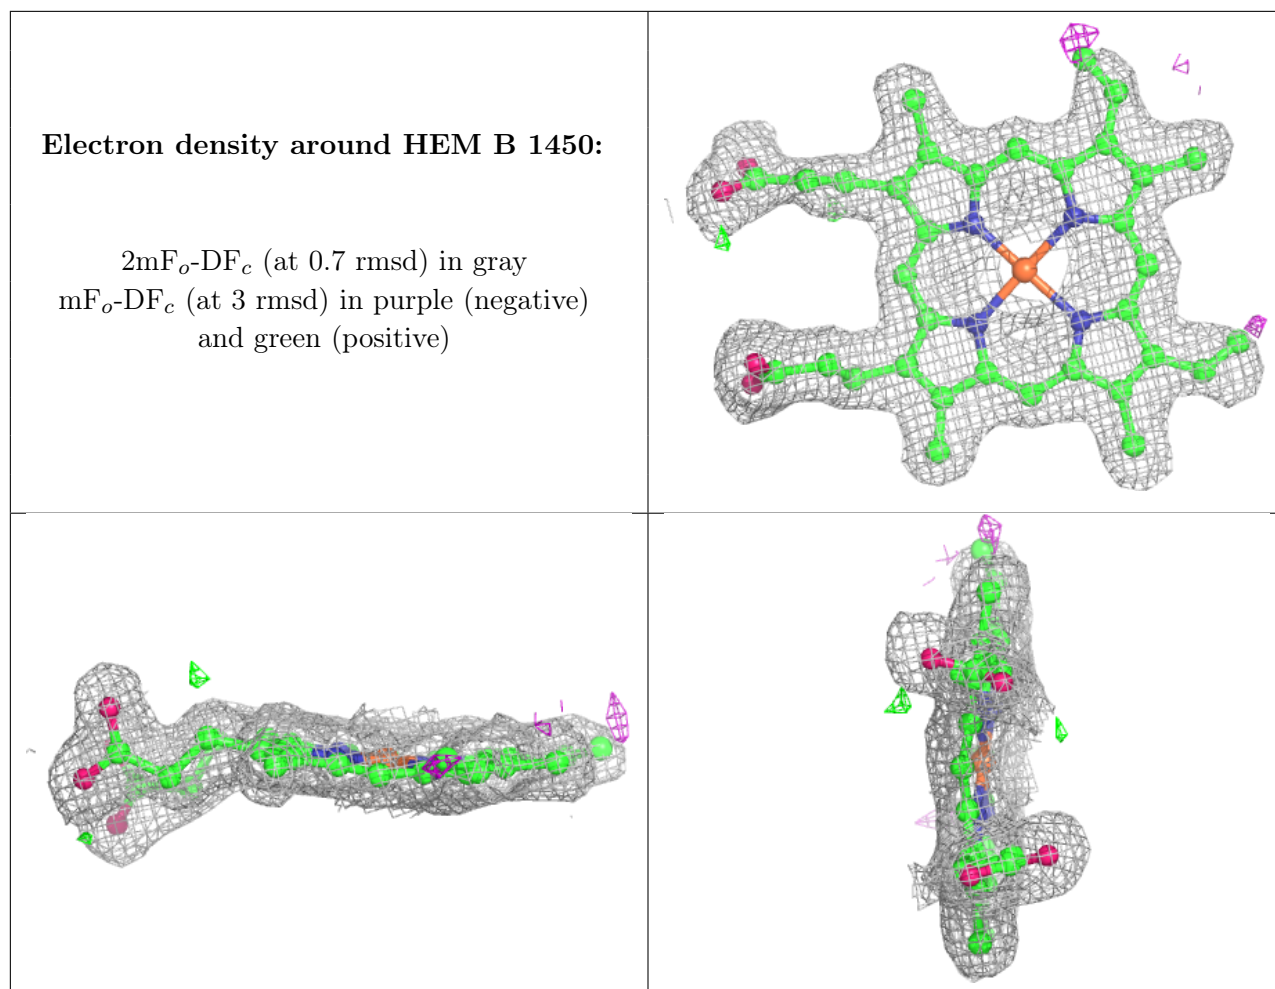 Electron density around HEM B 1450:
2mFo-DFc (at 0.7 rmsd) in gray
mFo-DFc (at 3 rmsd) in purple (negative)
and green (positive)